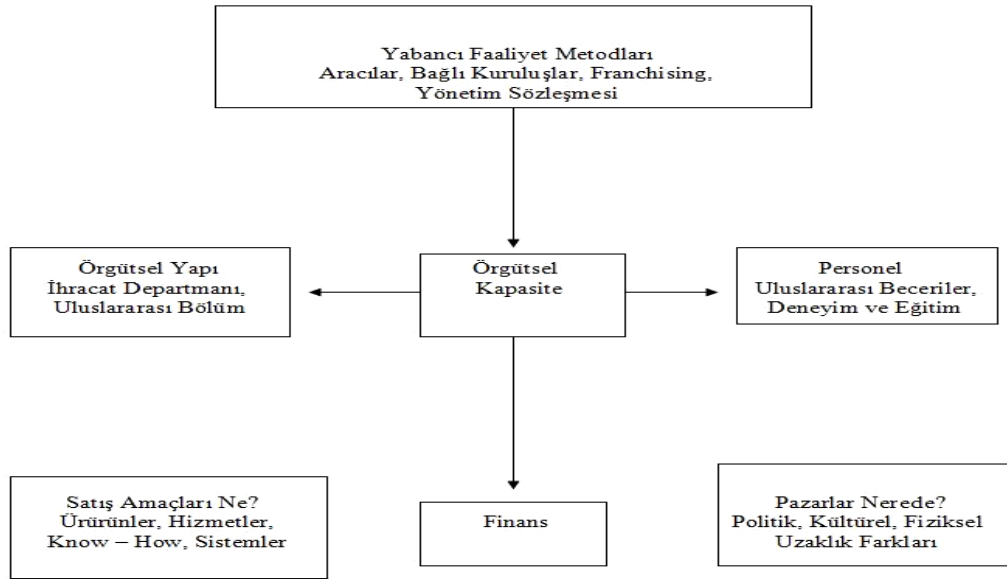 Yabancı Faaliyet Metodları
Aracılar, Bağlı Kuruluşlar, Franchising,
Yönetim Sözleşmesi
Örgütsel Yapı
İhracat Departmanı,
Uluslararası Bölüm
Örgütsel
Kapasite
Personel
Uluslararası Beceriler,
Deneyim ve Eğitim
Satış Amaçları Ne?
Ürürünler, Hizmetler,
Know – How, Sistemler
Finans
Pazarlar Nerede?
Politik, Kültürel, Fiziksel
Uzaklık Farkları